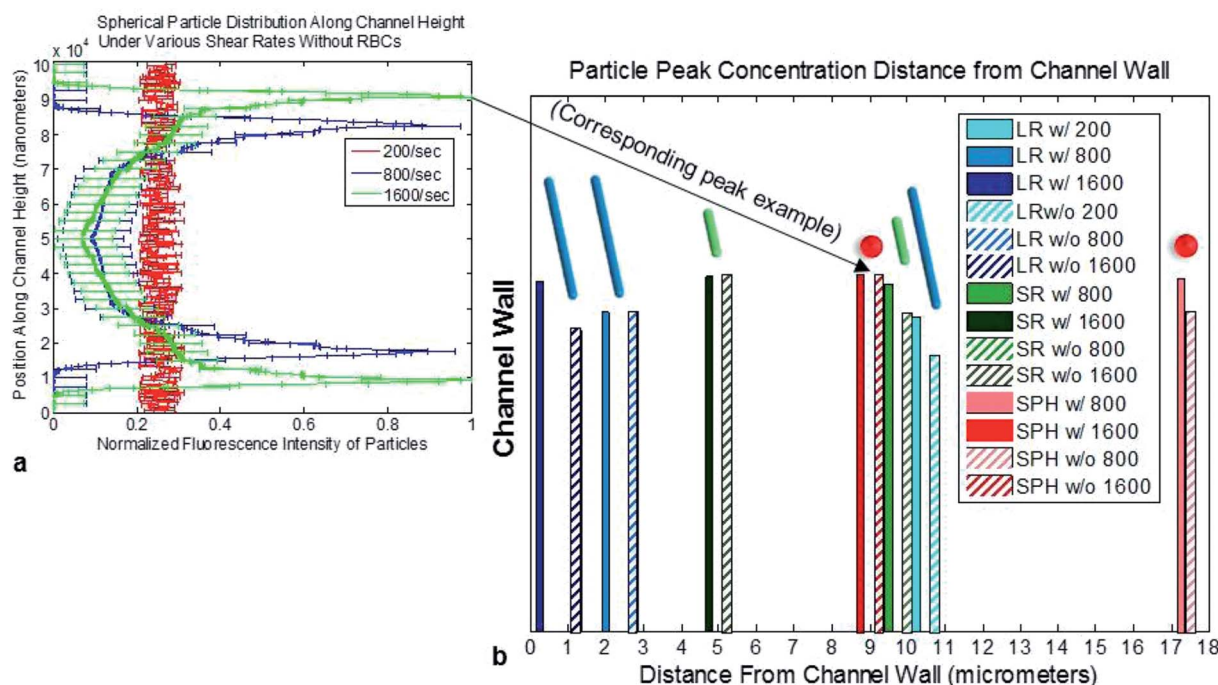 a
Spherical Particle Distribution Along Channel Height
Under Various Shear Rates Without RBCs
x 10⁴
Position Along Channel Height (nanometers)
10
9
8
7
6
5
4
3
2
1
0
200/sec
800/sec
1600/sec
0 0.2 0.4 0.6 0.8 1
Normalized Fluorescence Intensity of Particles
Particle Peak Concentration Distance from Channel Wall
(Corresponding peak example)
Channel Wall
LR w/ 200
LR w/ 800
LR w/ 1600
LRw/o 200
LR w/o 800
LR w/o 1600
SR w/ 800
SR w/ 1600
SR w/o 800
SR w/o 1600
SPH w/ 800
SPH w/ 1600
SPH w/o 800
SPH w/o 1600
0 1 2 3 4 5 6 7 8 9 10 11 12 13 14 15 16 17 18
b
Distance From Channel Wall (micrometers)